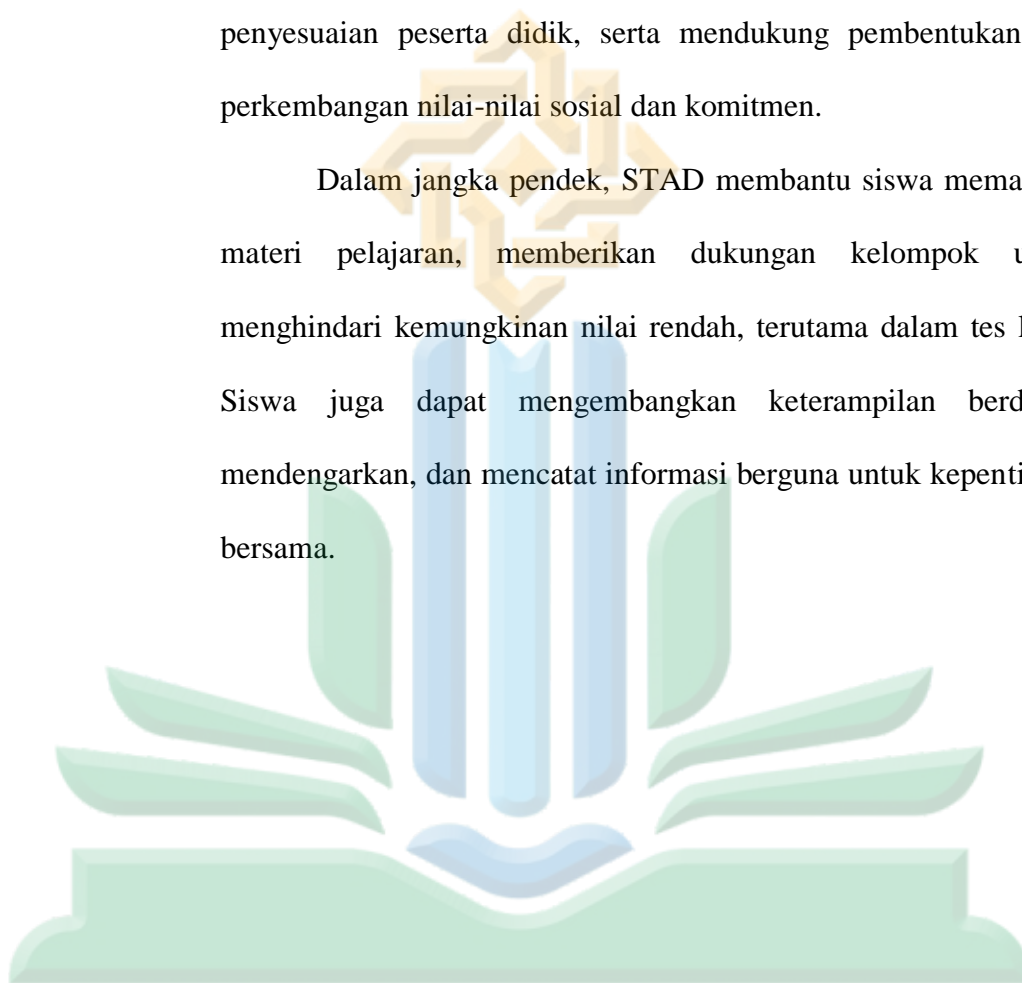 penyesuaian peserta didik, serta mendukung pembentukan
perkembangan nilai-nilai sosial dan komitmen.
Dalam jangka pendek, STAD membantu siswa mema
materi pelajaran, memberikan dukungan kelompok u
menghindari kemungkinan nilai rendah, terutama dalam tes
Siswa juga dapat mengembangkan keterampilan berd
mendengarkan, dan mencatat informasi berguna untuk kepenti
bersama.